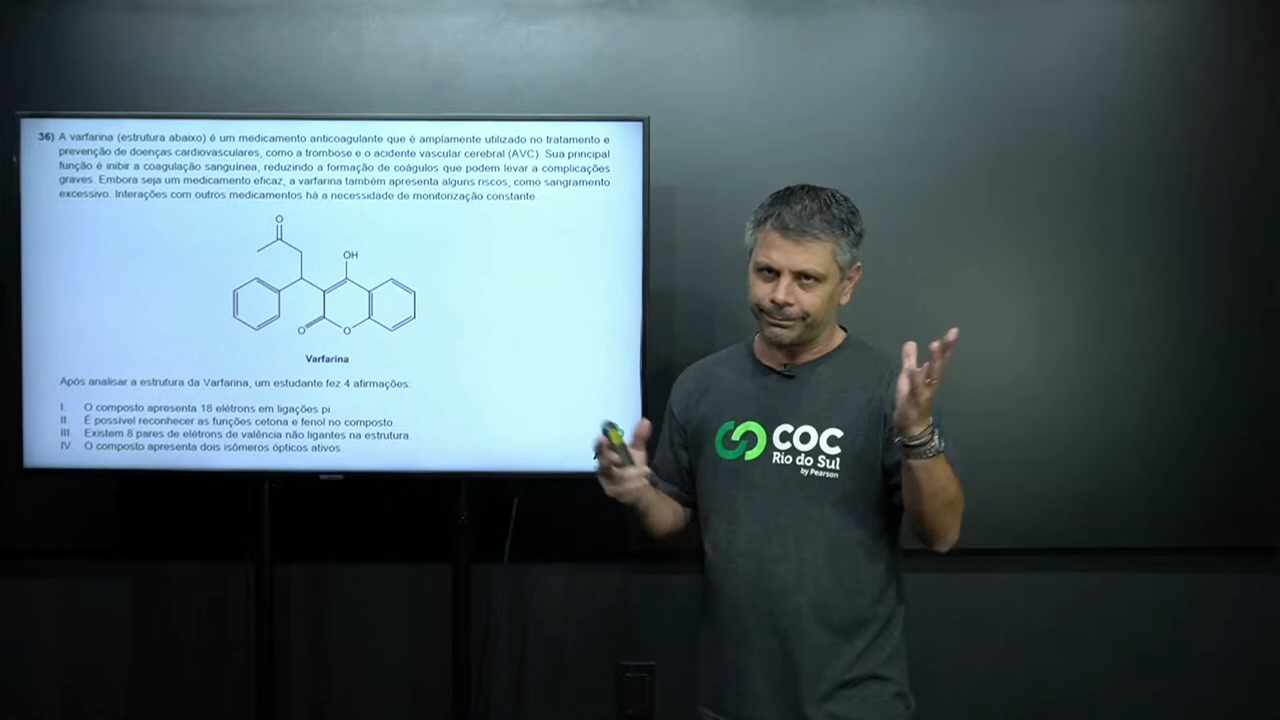 36) A varfarina (estrutura abaixo) é um medicamento anticoagulante que é amplamente utilizado no tratamento e
prevenção de doenças cardiovasculares, como a trombose e o acidente vascular cerebral (AVC). Sua principal
função é inibir a coagulação sanguínea, reduzindo a formação de coágulos que podem levar a complicações
graves. Embora seja um medicamento eficaz, a varfarina também apresenta alguns riscos, como sangramento
excessivo. Interações com outros medicamentos há a necessidade de monitorização constante.
O
OH
O
O
Varfarina
Após analisar a estrutura da Varfarina, um estudante fez 4 afirmações:
I. O composto apresenta 18 elétrons em ligações pi.
II. É possível reconhecer as funções cetona e fenol no composto.
III. Existem 8 pares de elétrons de valência não ligantes na estrutura.
IV. O composto apresenta dois isômeros ópticos ativos.
COC
Rio do Sul
by Pearson